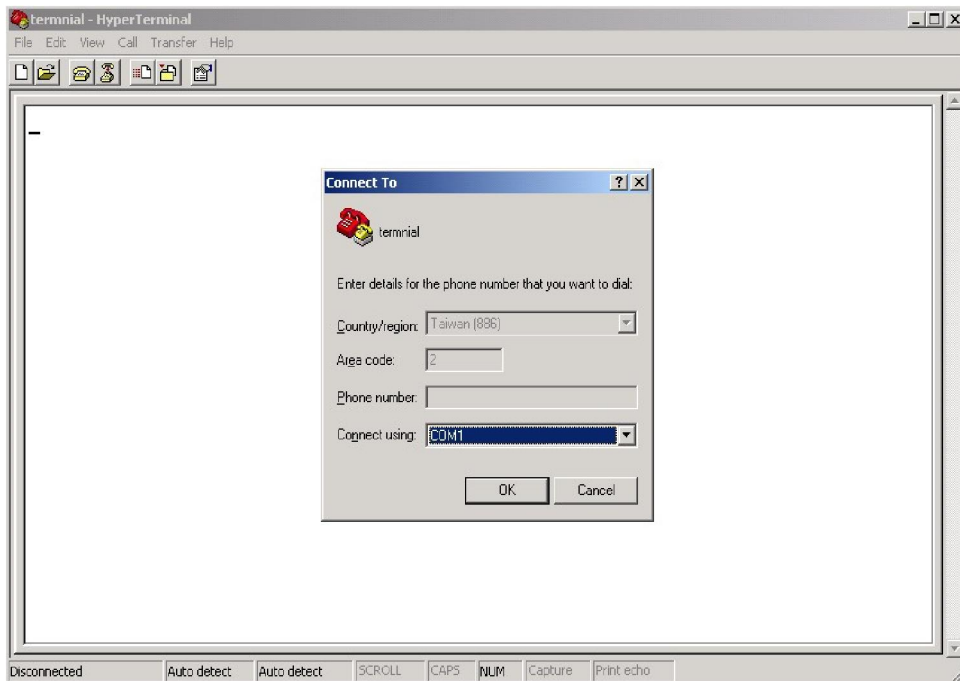 termnial - HyperTerminal
File Edit View Call Transfer Help
Connect To
termnial
Enter details for the phone number that you want to dial:
Country/region: Taiwan (886)
Area code: 2
Phone number:
Connect using: COM1
OK Cancel
Disconnected Auto detect Auto detect SCROLL CAPS NUM Capture Print echo